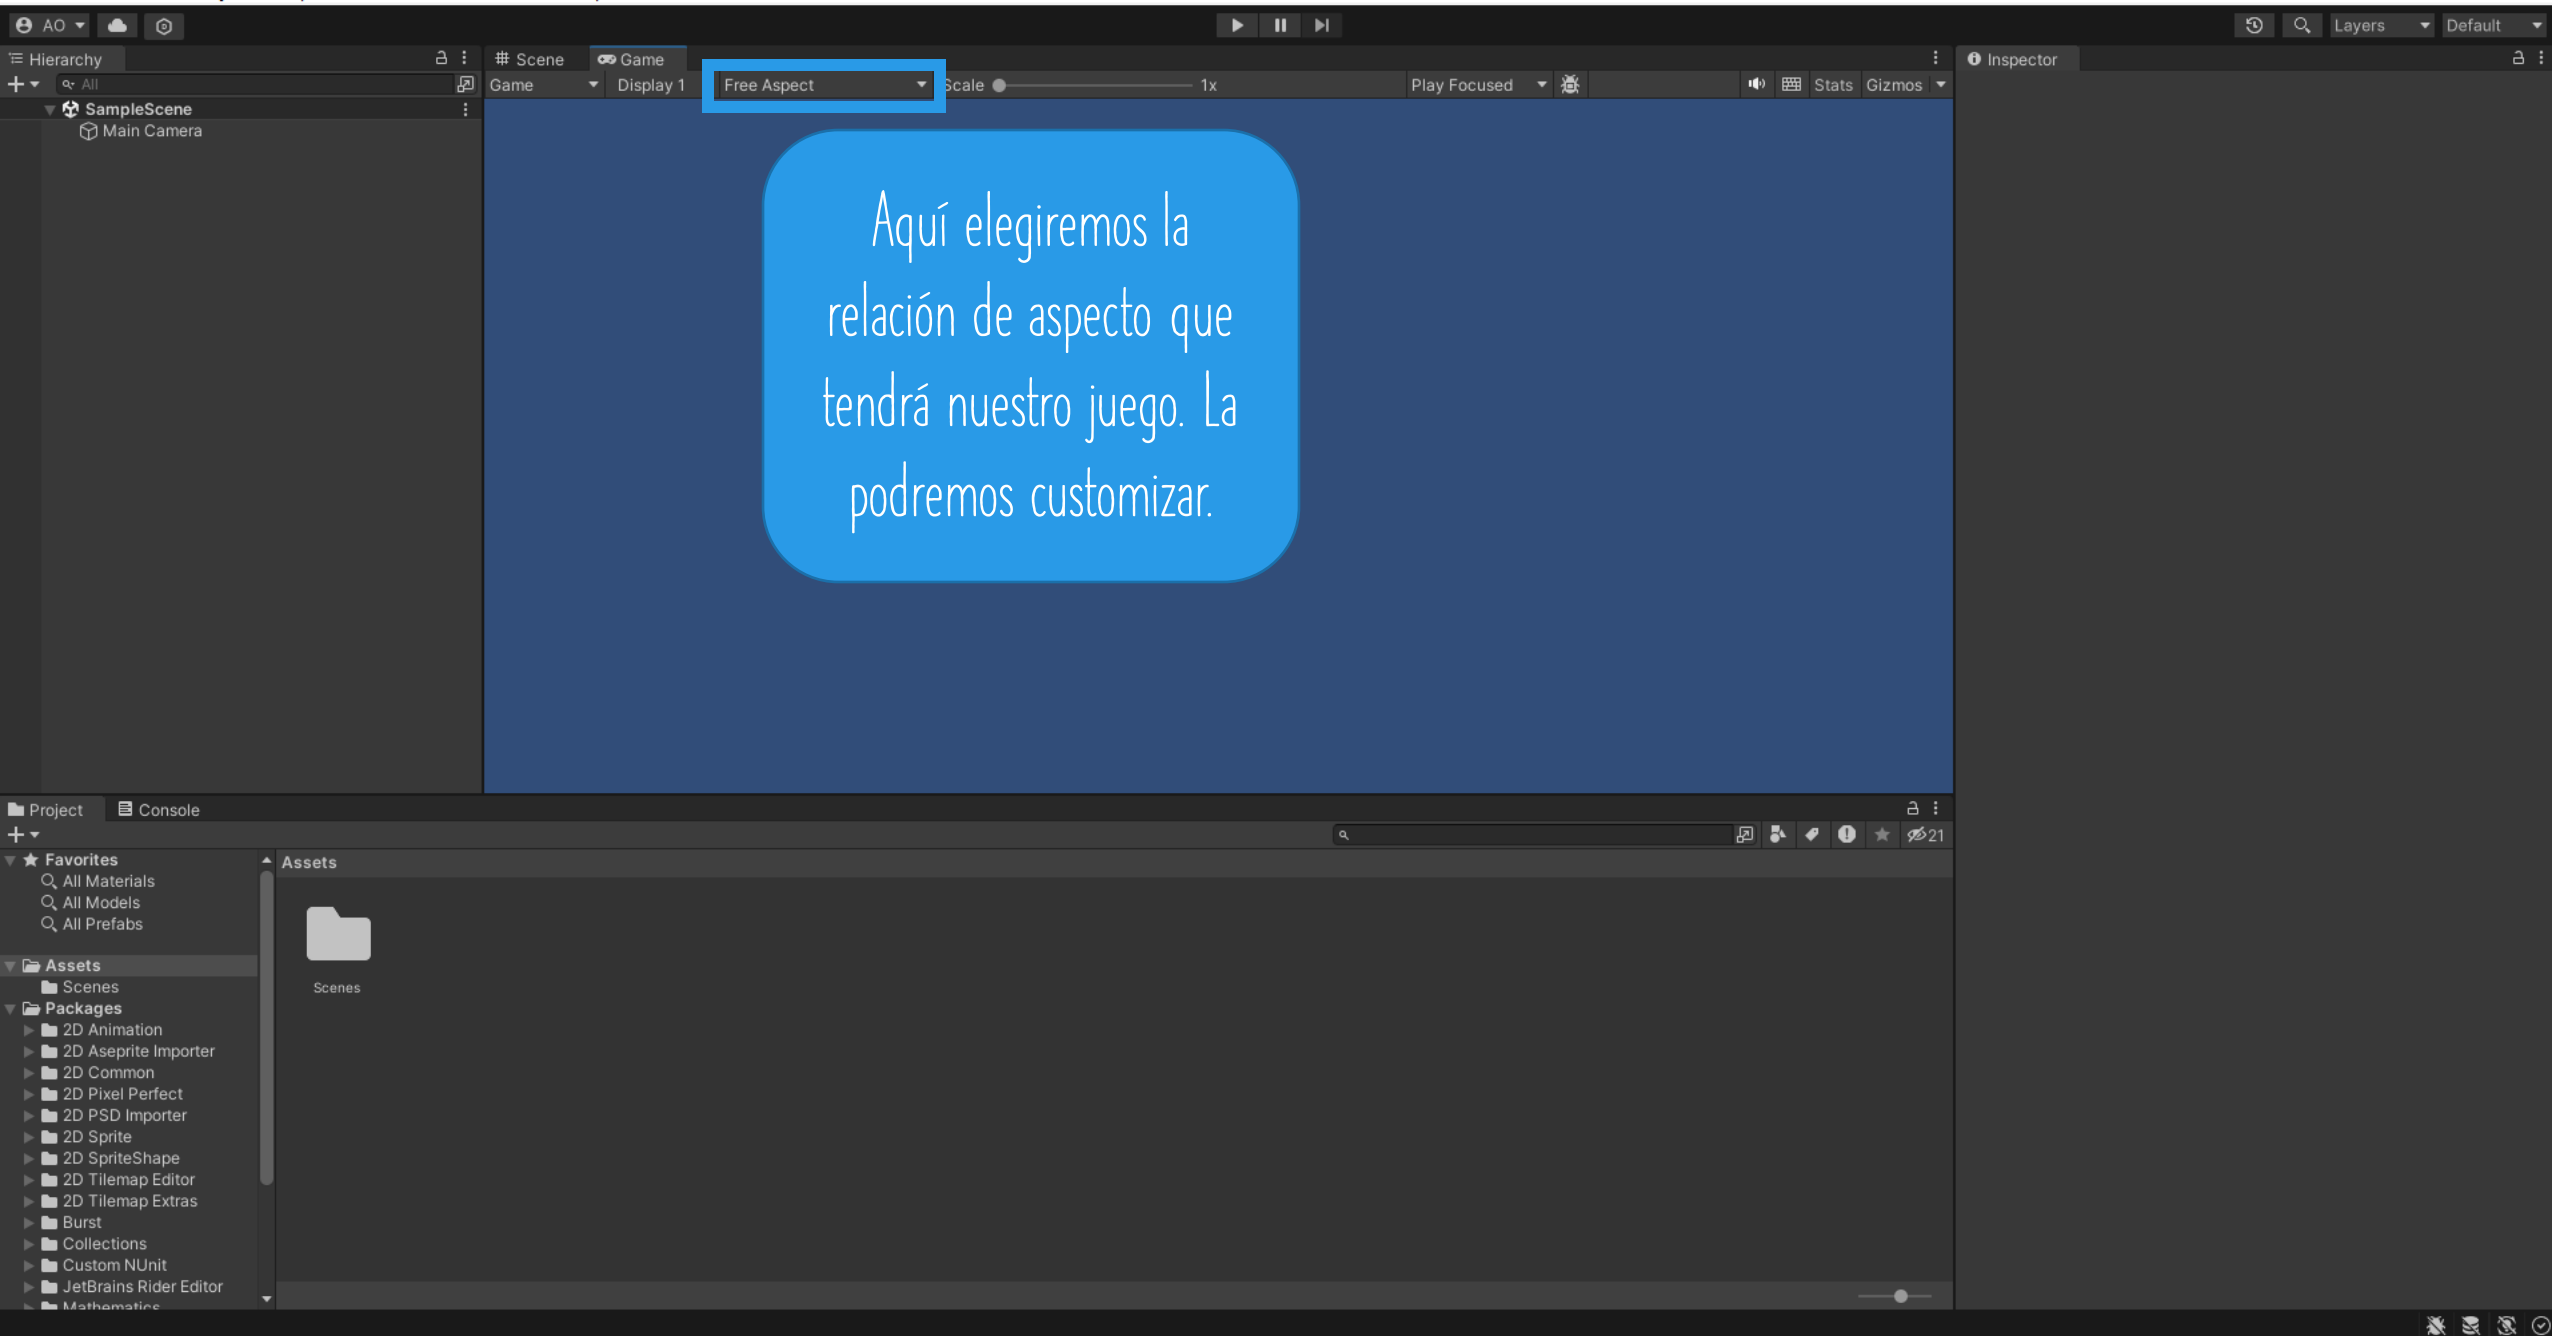 AO
Layers
Default
Hierarchy
Scene
Game
Inspector
All
Game
Display 1
Free Aspect
Scale
1x
Play Focused
Stats
Gizmos
SampleScene
Main Camera
Aquí elegiremos la
relación de aspecto que
tendrá nuestro juego. La
podremos customizar.
Project
Console
21
Favorites
All Materials
All Models
All Prefabs
Assets
Scenes
Packages
2D Animation
2D Aseprite Importer
2D Common
2D Pixel Perfect
2D PSD Importer
2D Sprite
2D SpriteShape
2D Tilemap Editor
2D Tilemap Extras
Burst
Collections
Custom NUnit
JetBrains Rider Editor
Mathematics
Assets
Scenes